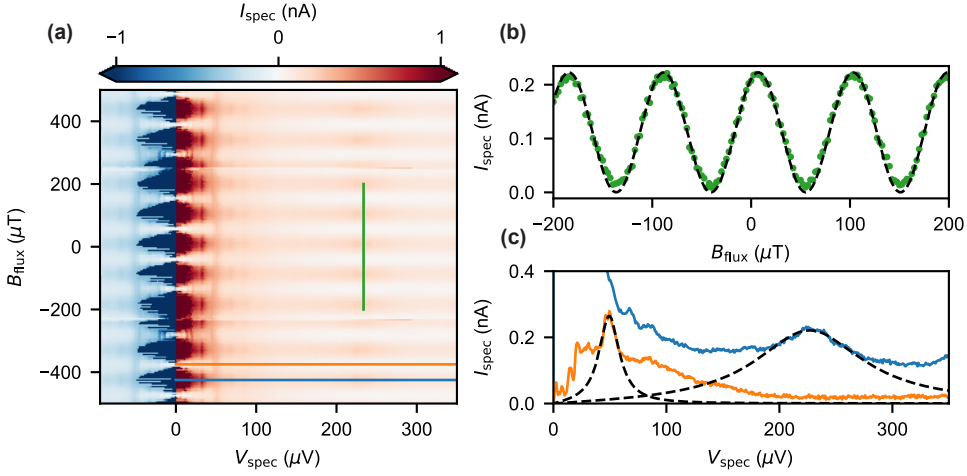 (a)
I_spec (nA)
−1 0 1
400
200
0
−200
−400
B_flux (μT)
0 100 200 300
V_spec (μV)
(b)
0.2
0.1
0.0
I_spec (nA)
−200 −100 0 100 200
B_flux (μT)
(c)
0.4
0.2
0.0
I_spec (nA)
0 100 200 300
V_spec (μV)